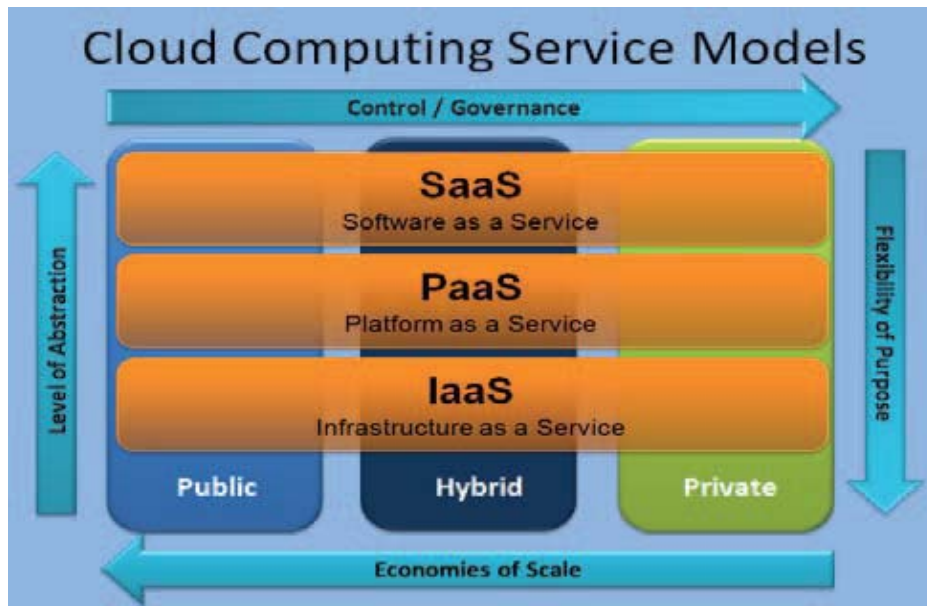 Cloud Computing Service Models
Control / Governance
Level of Abstraction
SaaS
Software as a Service
PaaS
Platform as a Service
IaaS
Infrastructure as a Service
Flexibility of Purpose
Public
Hybrid
Private
Economies of Scale